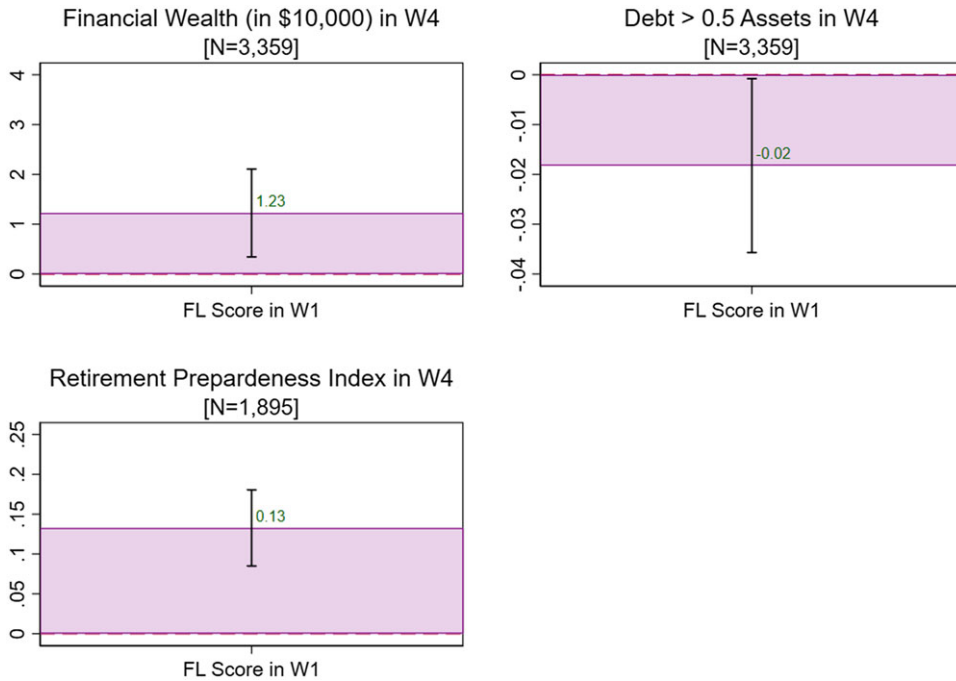 Financial Wealth (in $10,000) in W4
[N=3,359]
4
3
2
1
0
1.23
FL Score in W1
Debt > 0.5 Assets in W4
[N=3,359]
0
-.01
-.02
-.03
-.04
-0.02
FL Score in W1
Retirement Prepardeness Index in W4
[N=1,895]
.25
.2
.15
.1
.05
0
0.13
FL Score in W1